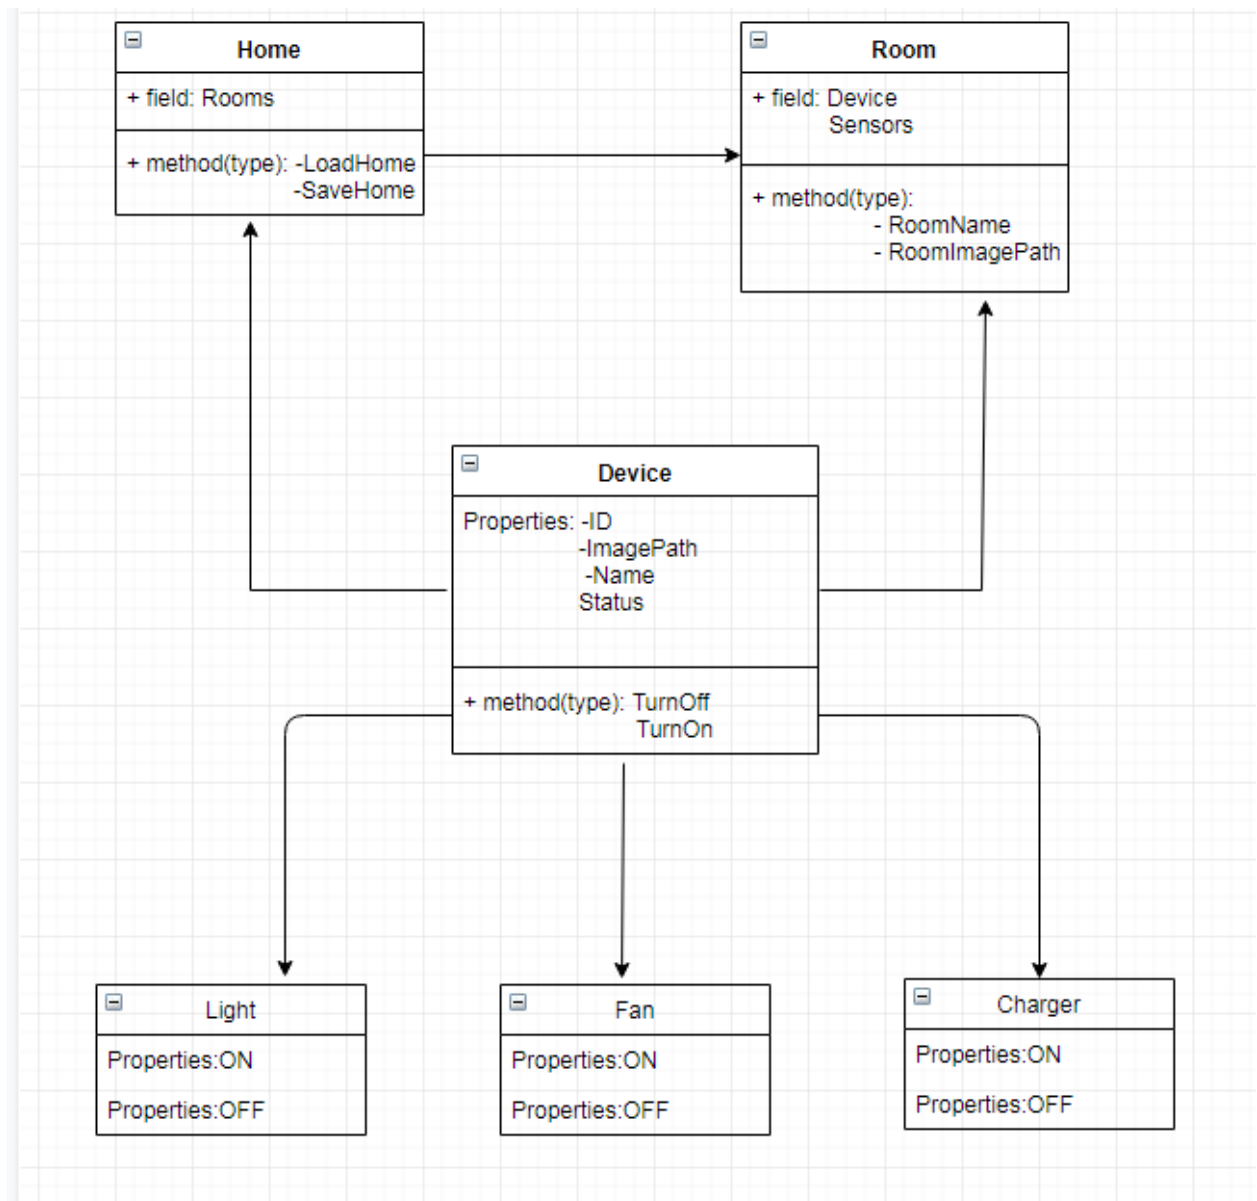 Home
+ field: Rooms
+ method(type): -LoadHome
-SaveHome
Room
+ field: Device
Sensors
+ method(type):
- RoomName
- RoomImagePath
Device
Properties: -ID
-ImagePath
-Name
Status
+ method(type): TurnOff
TurnOn
Light
Properties:ON
Properties:OFF
Fan
Properties:ON
Properties:OFF
Charger
Properties:ON
Properties:OFF